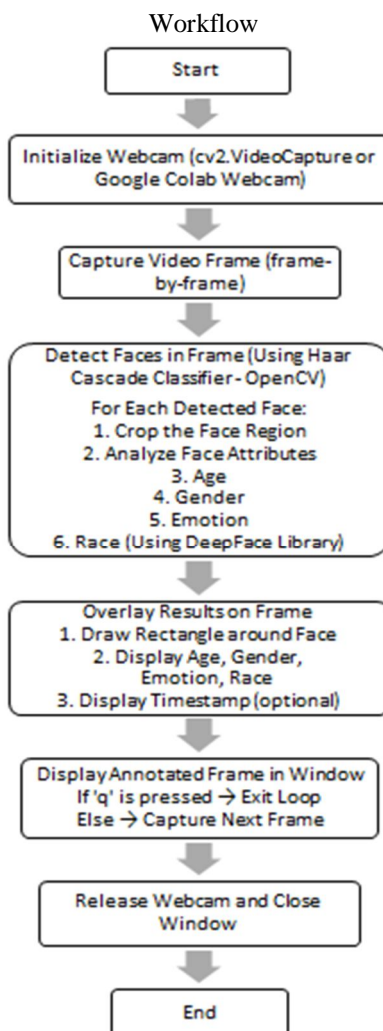 Workflow
Start
Initialize Webcam (cv2.VideoCapture or
Google Colab Webcam)
Capture Video Frame (frame-
by-frame)
Detect Faces in Frame (Using Haar
Cascade Classifier - OpenCV)
For Each Detected Face:
1. Crop the Face Region
2. Analyze Face Attributes
3. Age
4. Gender
5. Emotion
6. Race (Using DeepFace Library)
Overlay Results on Frame
1. Draw Rectangle around Face
2. Display Age, Gender,
Emotion, Race
3. Display Timestamp (optional)
Display Annotated Frame in Window
If 'q' is pressed → Exit Loop
Else → Capture Next Frame
Release Webcam and Close
Window
End